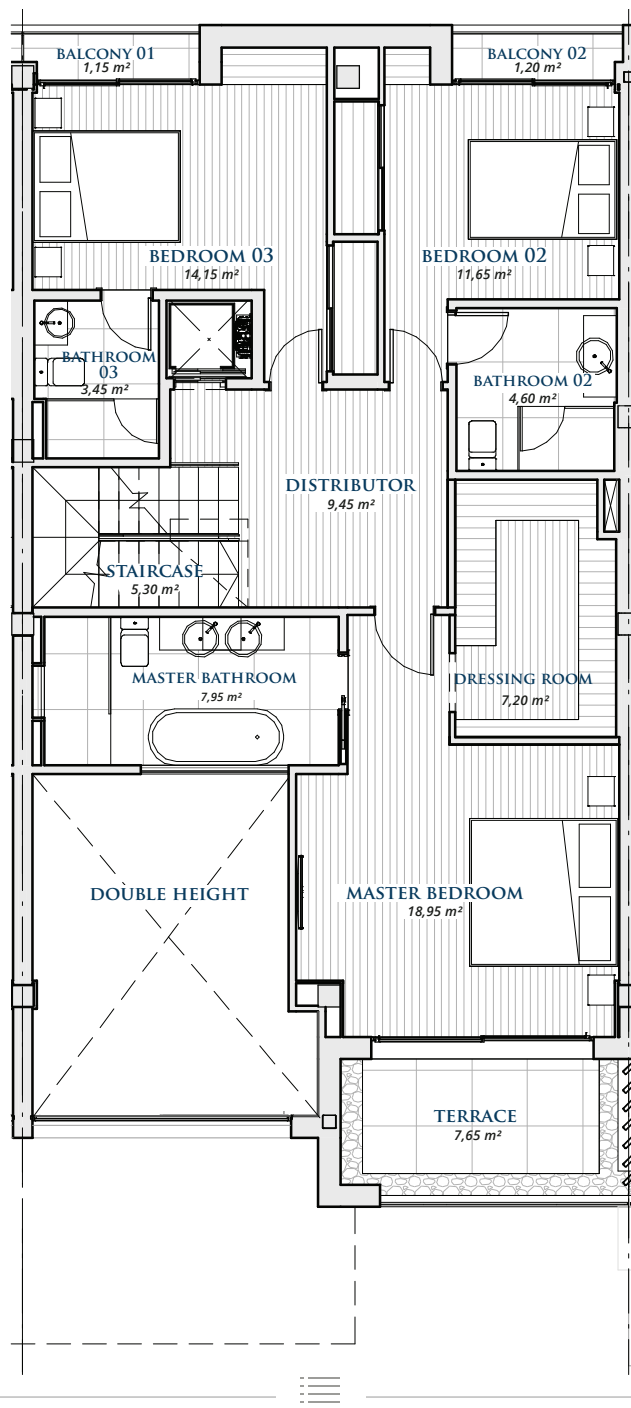 BALCONY 01
1,15 m²
BALCONY 02
1,20 m²
BEDROOM 03
14,15 m²
BEDROOM 02
11,65 m²
BATHROOM
03
3,45 m²
BATHROOM 02
4,60 m²
DISTRIBUTOR
9,45 m²
STAIRCASE
5,30 m²
MASTER BATHROOM
7,95 m²
DRESSING ROOM
7,20 m²
DOUBLE HEIGHT
MASTER BEDROOM
18,95 m²
TERRACE
7,65 m²